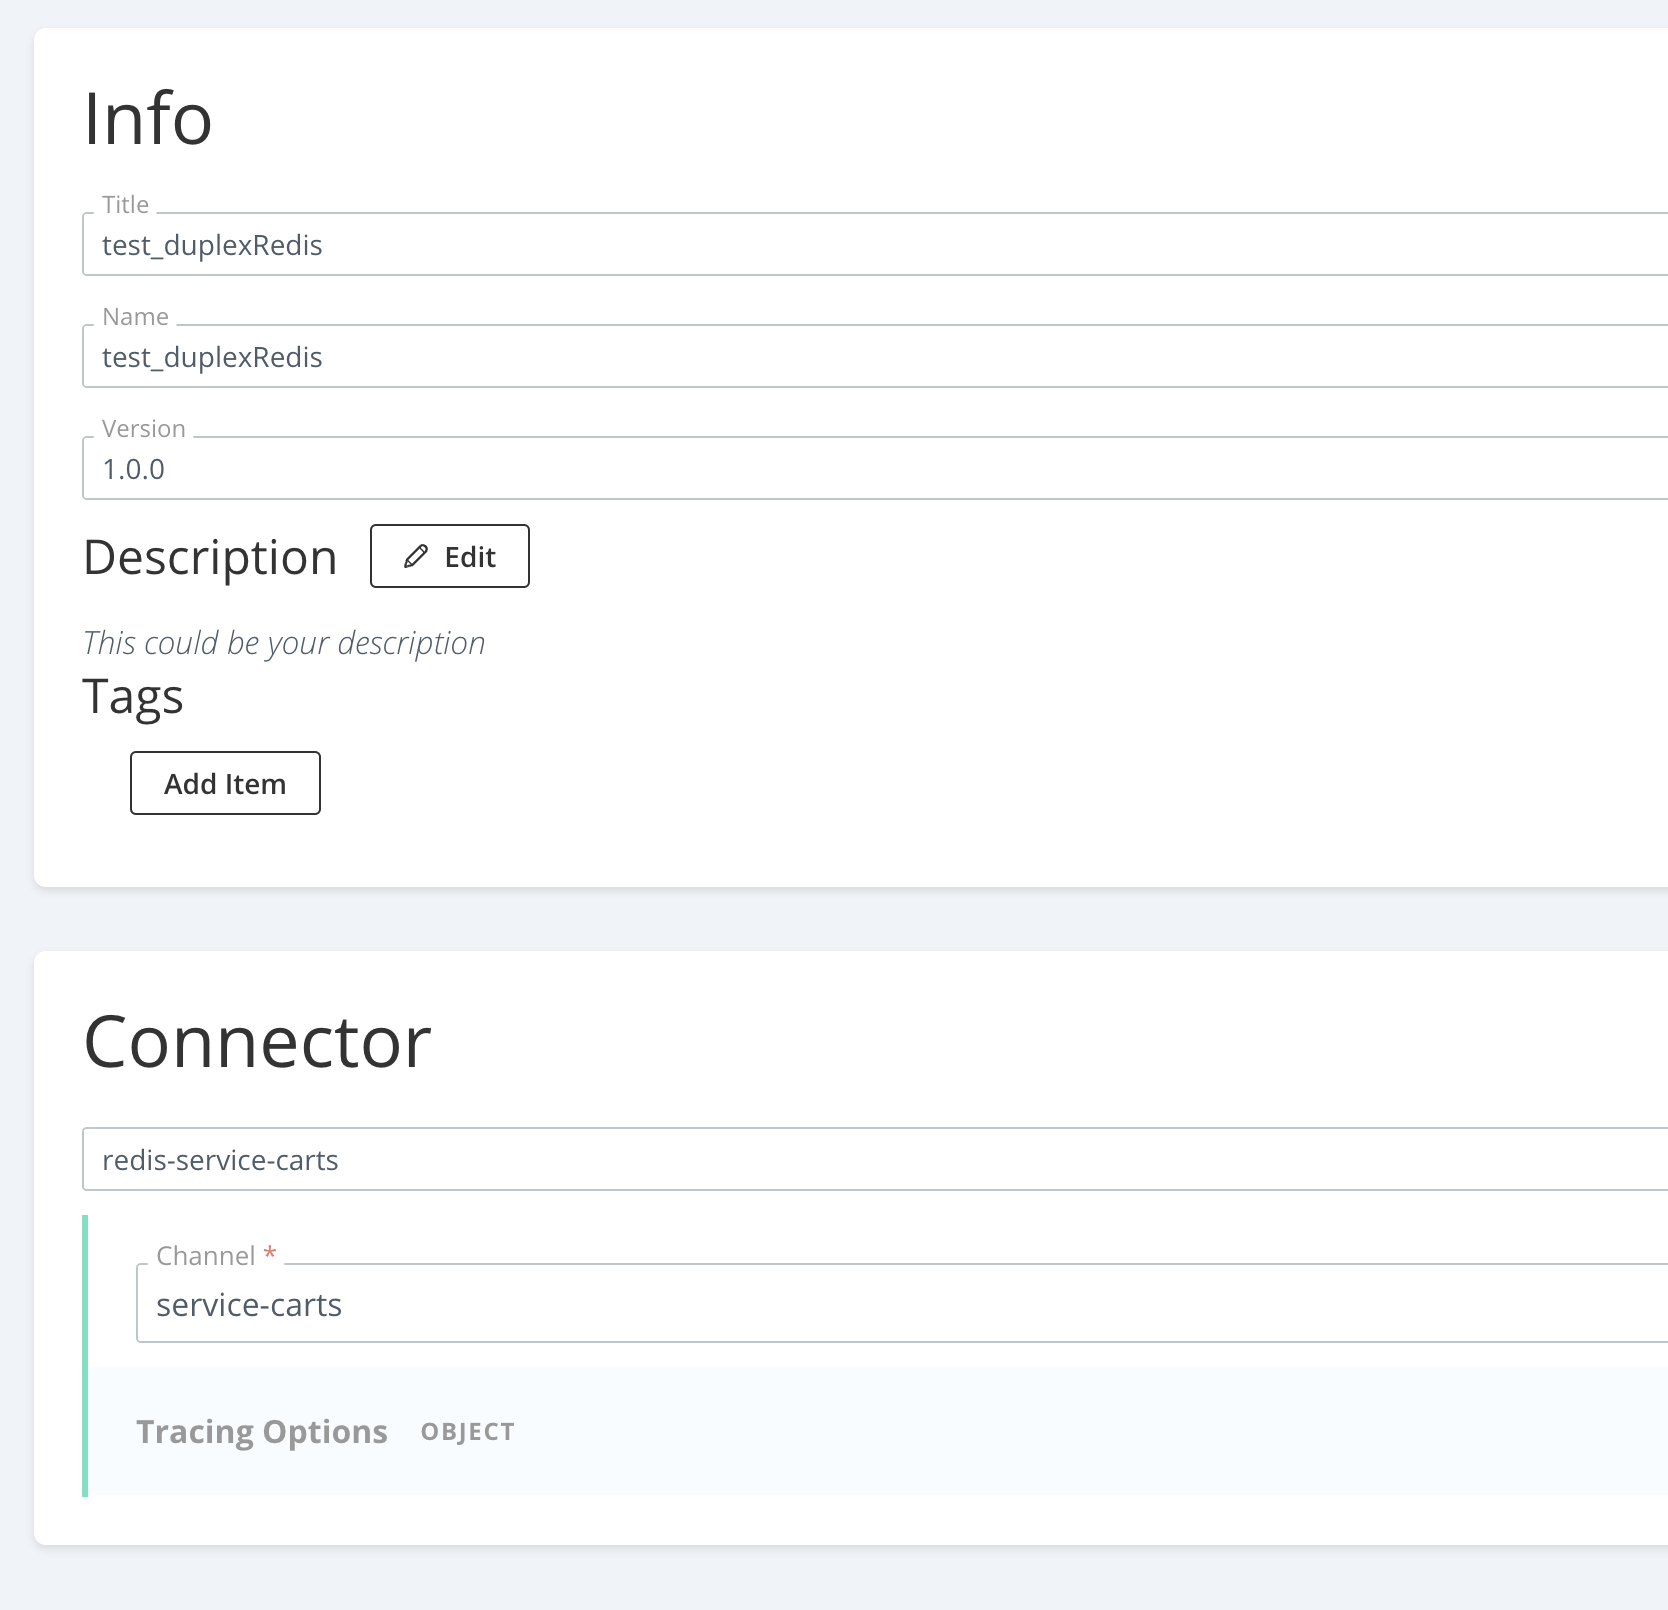 Info
Title
test_duplexRedis
Name
test_duplexRedis
Version
1.0.0
Description Edit
This could be your description
Tags
Add Item
Connector
redis-service-carts
Channel *
service-carts
Tracing Options OBJECT